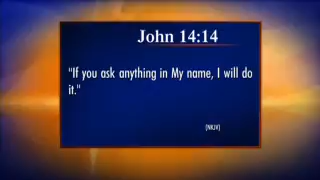 John 14:14
"If you ask anything in My name, I will do
it."
(NKJV)